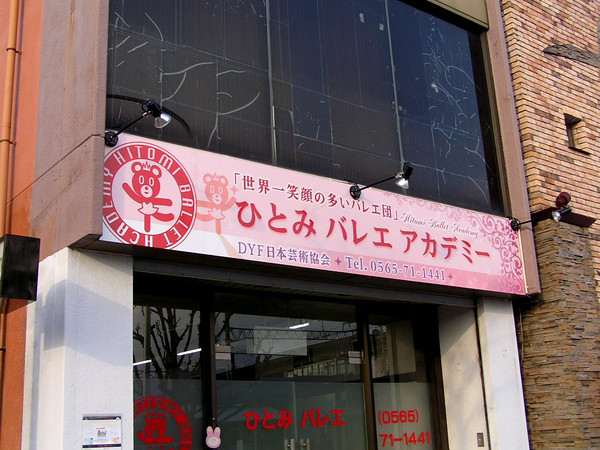 HITOMI BALLET ACADEMY
「世界一笑顔の多いバレエ団」 Hitomi Ballet Academy
ひとみ バレエ アカデミー
DYF日本芸術協会 Tel. 0565-71-1441
ひとみ バレエ
(0565)
71-1441